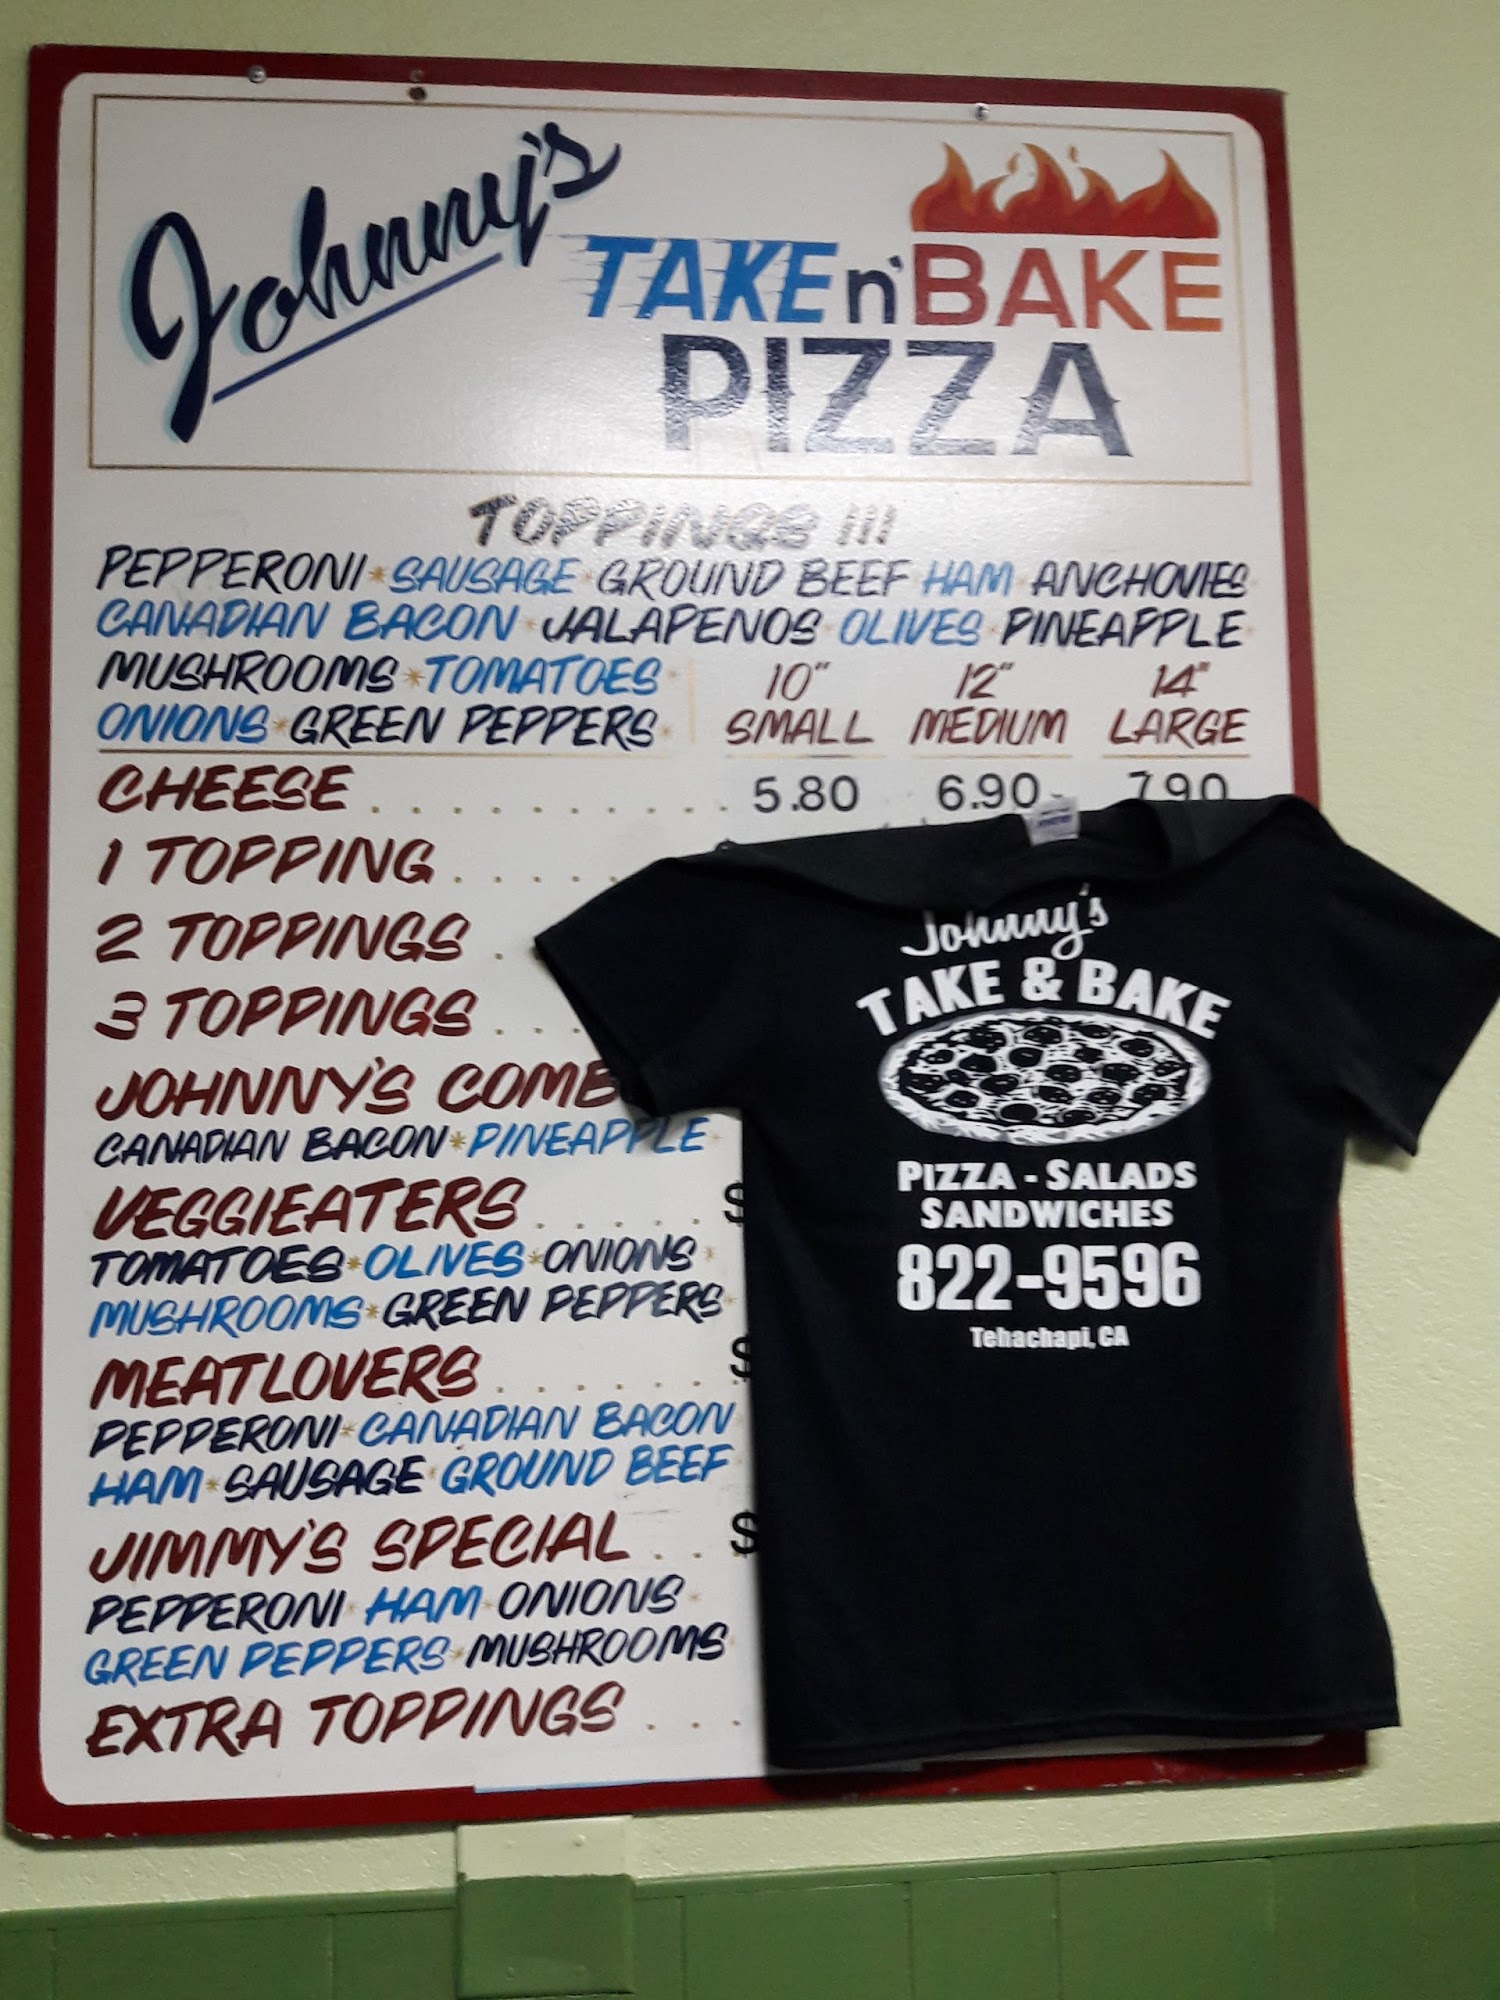 Johnny's
TAKE n' BAKE
PIZZA
TOPPINGS!!!
PEPPERONI * SAUSAGE * GROUND BEEF * HAM * ANCHOVIES
CANADIAN BACON * JALAPENOS * OLIVES * PINEAPPLE
MUSHROOMS * TOMATOES
ONIONS * GREEN PEPPERS
10" 12" 14"
SMALL MEDIUM LARGE
CHEESE . . . . . . . . . . 5.80 6.90 7.90
1 TOPPING . . . . .
2 TOPPINGS .
3 TOPPINGS . . .
JOHNNY'S
CANADIAN BACON * PINEAPPLE
VEGGIEATERS . . . . . $
TOMATOES * OLIVES * ONIONS
MUSHROOMS * GREEN PEPPERS
MEATLOVERS . . . . . . $
PEPPERONI * CANADIAN BACON
HAM * SAUSAGE * GROUND BEEF
JIMMY'S SPECIAL . . $
PEPPERONI * HAM * ONIONS
GREEN PEPPERS * MUSHROOMS
EXTRA TOPPINGS . . .
Johnny's
TAKE & BAKE
PIZZA - SALADS
SANDWICHES
822-9596
Tehachapi, CA